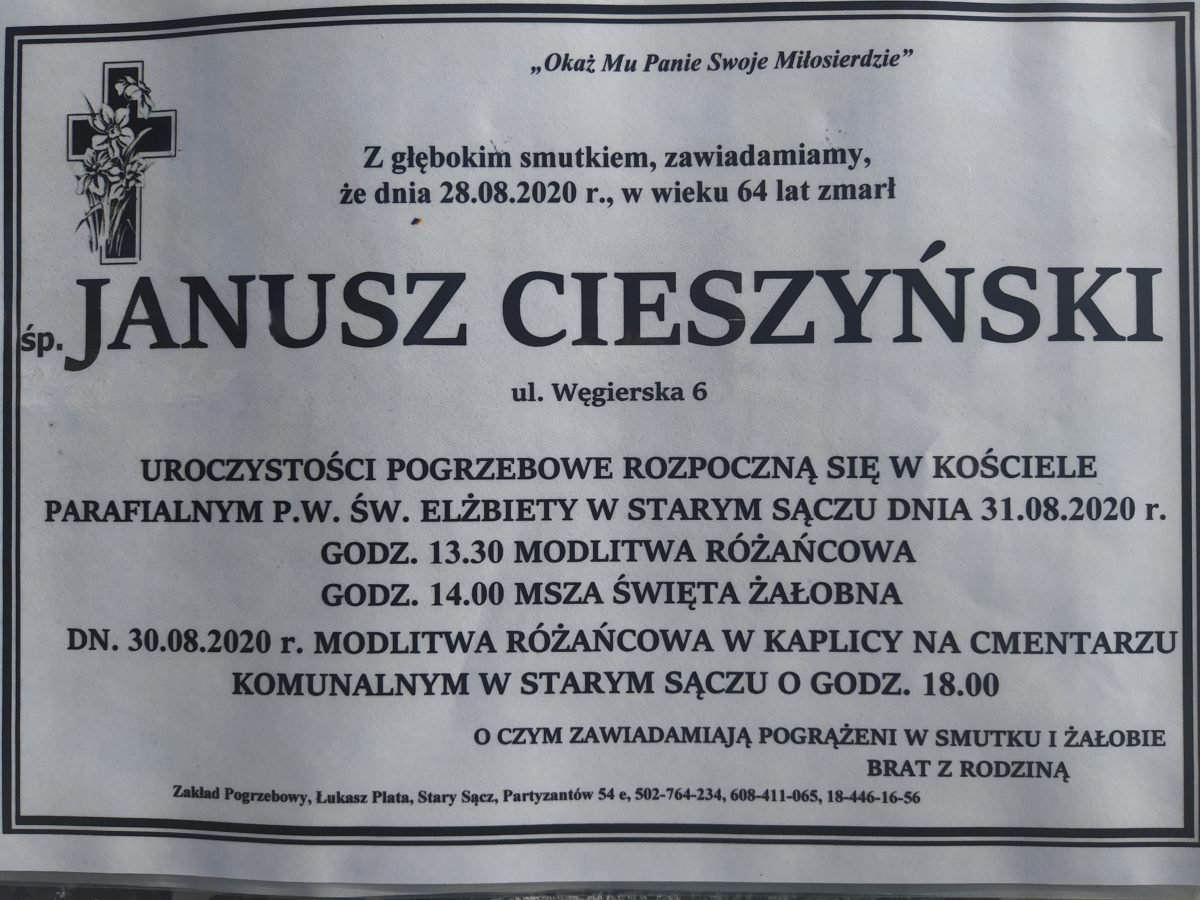 „Okaż Mu Panie Swoje Miłosierdzie”
Z głębokim smutkiem, zawiadamiamy,
że dnia 28.08.2020 r., w wieku 64 lat zmarł
śp. JANUSZ CIESZYŃSKI
ul. Węgierska 6
UROCZYSTOŚCI POGRZEBOWE ROZPOCZNĄ SIĘ W KOŚCIELE
PARAFIALNYM P.W. ŚW. ELŻBIETY W STARYM SĄCZU DNIA 31.08.2020 r.
GODZ. 13.30 MODLITWA RÓŻAŃCOWA
GODZ. 14.00 MSZA ŚWIĘTA ŻAŁOBNA
DN. 30.08.2020 r. MODLITWA RÓŻAŃCOWA W KAPLICY NA CMENTARZU
KOMUNALNYM W STARYM SĄCZU O GODZ. 18.00
O CZYM ZAWIADAMIAJĄ POGRĄŻENI W SMUTKU I ŻAŁOBIE
BRAT Z RODZINĄ
Zakład Pogrzebowy, Łukasz Plata, Stary Sącz, Partyzantów 54 e, 502-764-234, 608-411-065, 18-446-16-56